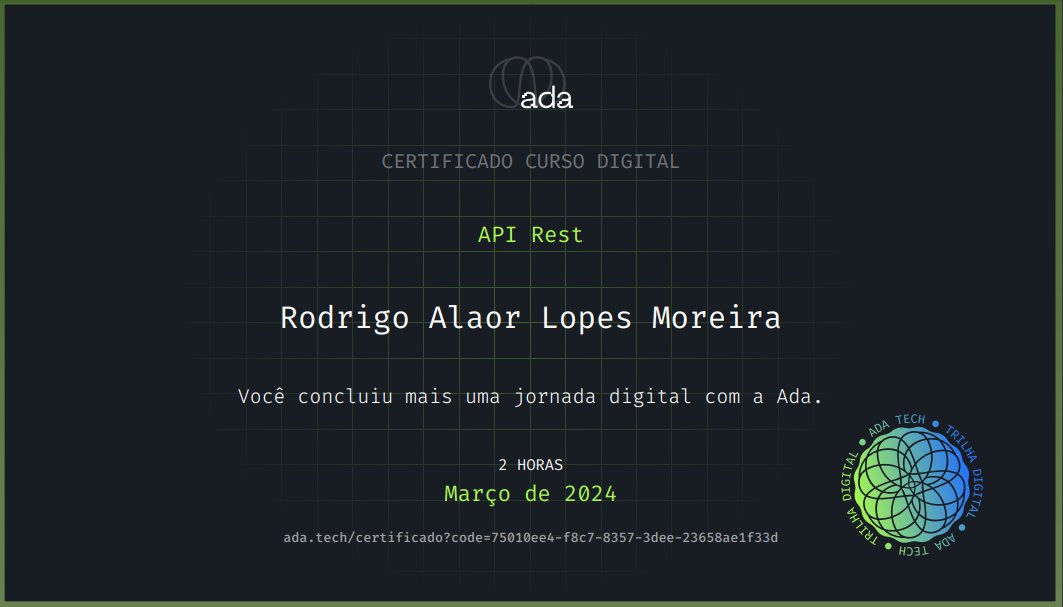 ada
CERTIFICADO CURSO DIGITAL
API Rest
Rodrigo Alaor Lopes Moreira
Você concluiu mais uma jornada digital com a Ada.
2 HORAS
Março de 2024
ada.tech/certificado?code=75010ee4-f8c7-8357-3dee-23658ae1f33d
ADA TECH • TRILHA DIGITAL • ADA TECH • TRILHA DIGITAL •